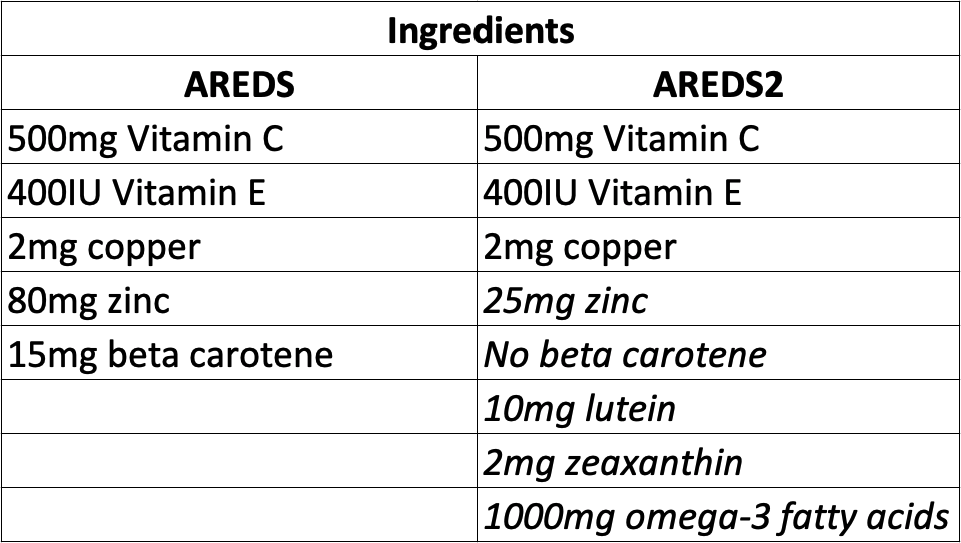 Ingredients
AREDS AREDS2
500mg Vitamin C 500mg Vitamin C
400IU Vitamin E 400IU Vitamin E
2mg copper 2mg copper
80mg zinc 25mg zinc
15mg beta carotene No beta carotene
10mg lutein
2mg zeaxanthin
1000mg omega-3 fatty acids